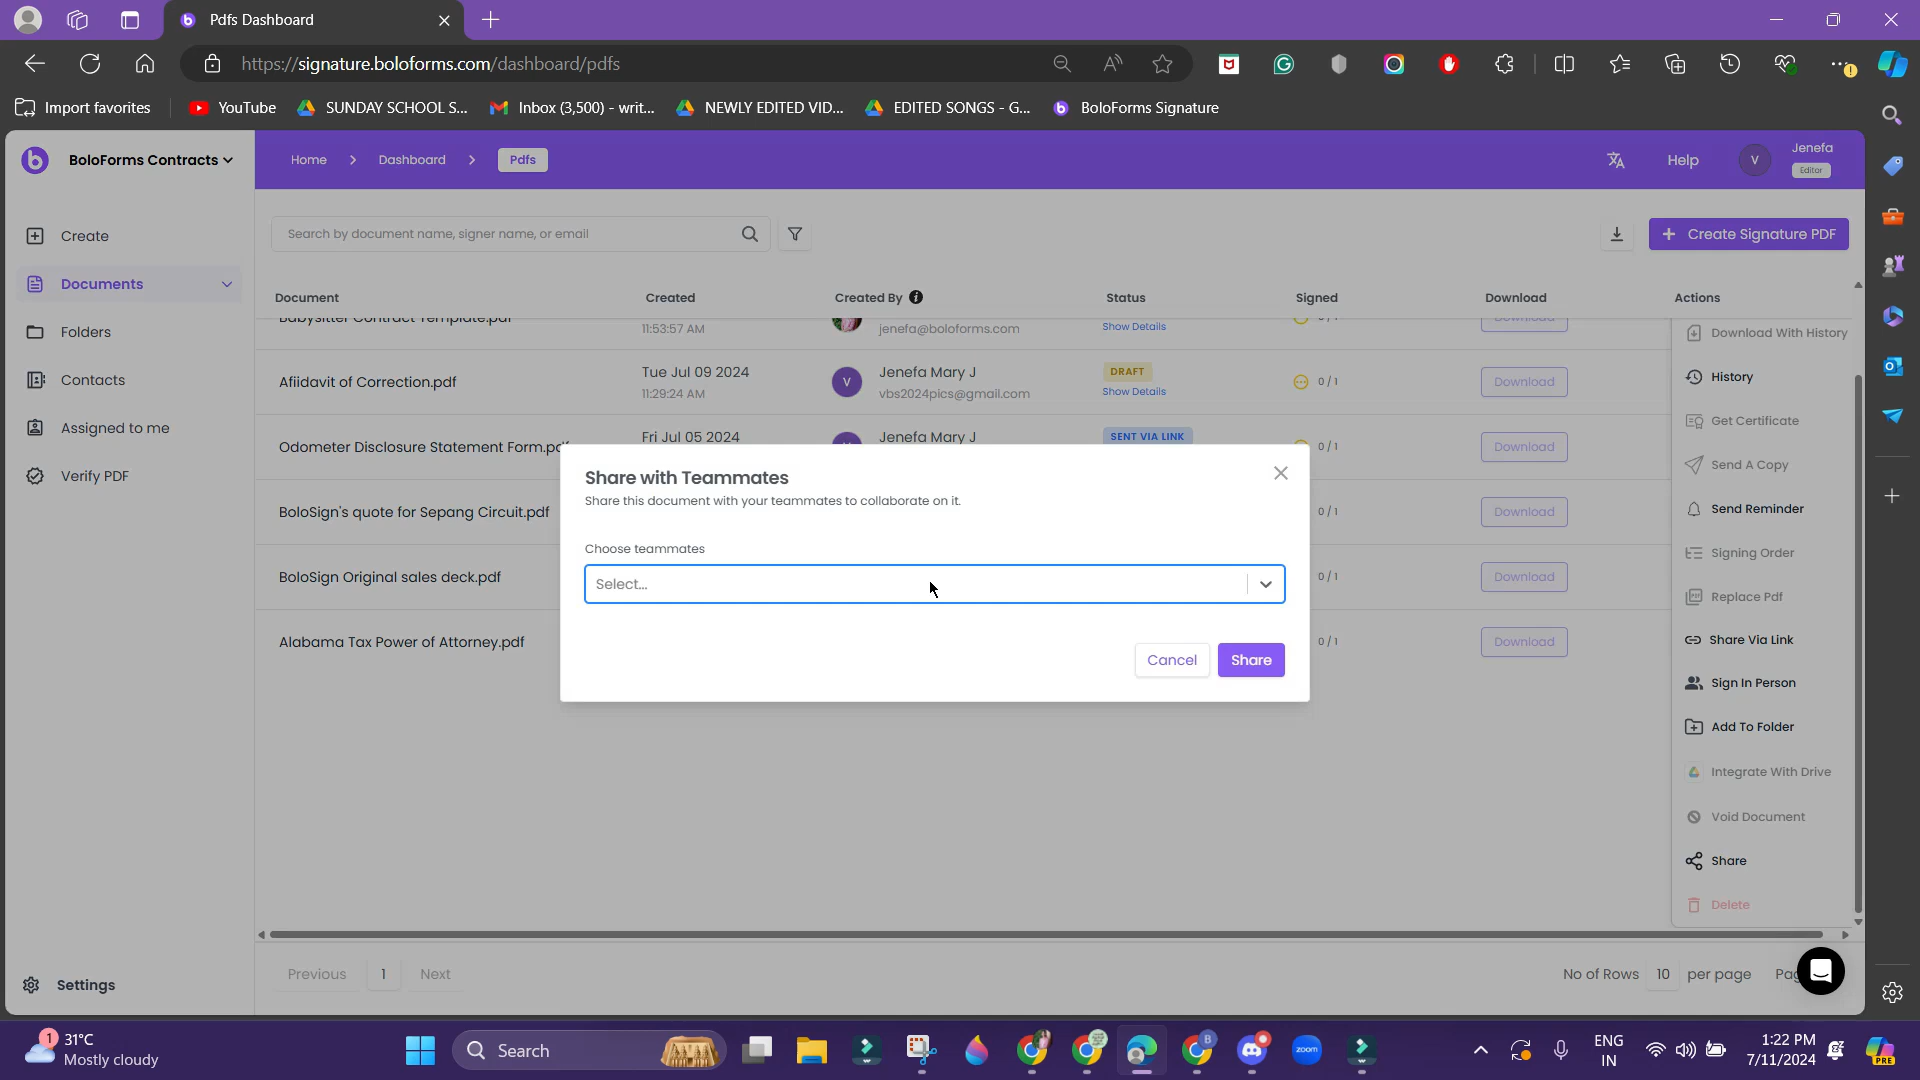 Pdfs Dashboard
https://signature.boloforms.com/dashboard/pdfs
Import favorites
YouTube
SUNDAY SCHOOL S...
Inbox (3,500) - writ...
NEWLY EDITED VID...
EDITED SONGS - G...
BoloForms Signature
BoloForms Contracts
Home
Dashboard
Pdfs
Help
V
Jenefa
Editor
Create
Documents
Folders
Contacts
Assigned to me
Verify PDF
Settings
Search by document name, signer name, or email
Create Signature PDF
Document
Created
Created By
Status
Signed
Download
Actions
Babysitter Contract Template.pdf
11:53:57 AM
jenefa@boloforms.com
Show Details
Afiidavit of Correction.pdf
Tue Jul 09 2024
11:29:24 AM
V
Jenefa Mary J
vbs2024pics@gmail.com
DRAFT
Show Details
0 / 1
Download
Odometer Disclosure Statement Form.pd
Fri Jul 05 2024
Jenefa Mary J
SENT VIA LINK
0 / 1
Download
BoloSign's quote for Sepang Circuit.pdf
0 / 1
Download
BoloSign Original sales deck.pdf
0 / 1
Download
Alabama Tax Power of Attorney.pdf
0 / 1
Download
Share with Teammates
Share this document with your teammates to collaborate on it.
Choose teammates
Select...
Cancel
Share
Download With History
History
Get Certificate
Send A Copy
Send Reminder
Signing Order
Replace Pdf
Share Via Link
Sign In Person
Add To Folder
Integrate With Drive
Void Document
Share
Delete
Previous
1
Next
No of Rows
10
per page
1
31°C
Mostly cloudy
Search
zoom
ENG
IN
1:22 PM
7/11/2024
PRE